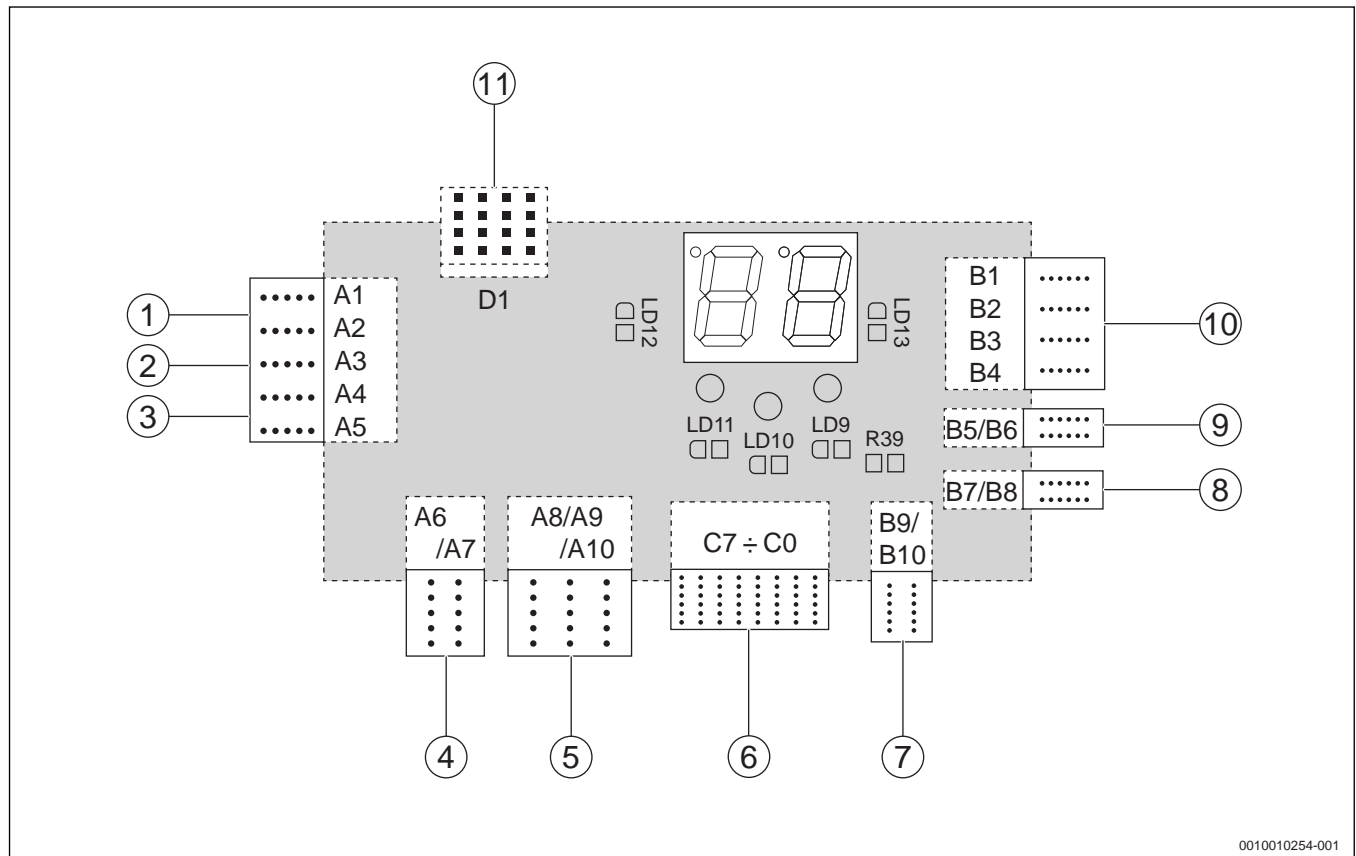 11
D1
LD12
LD13
1
2
3
A1
A2
A3
A4
A5
B1
B2
B3
B4
10
LD11
LD10
LD9
R39
B5/B6
9
B7/B8
8
A6
/A7
A8/A9
/A10
C7 ÷ C0
B9/
B10
4
5
6
7
0010010254-001